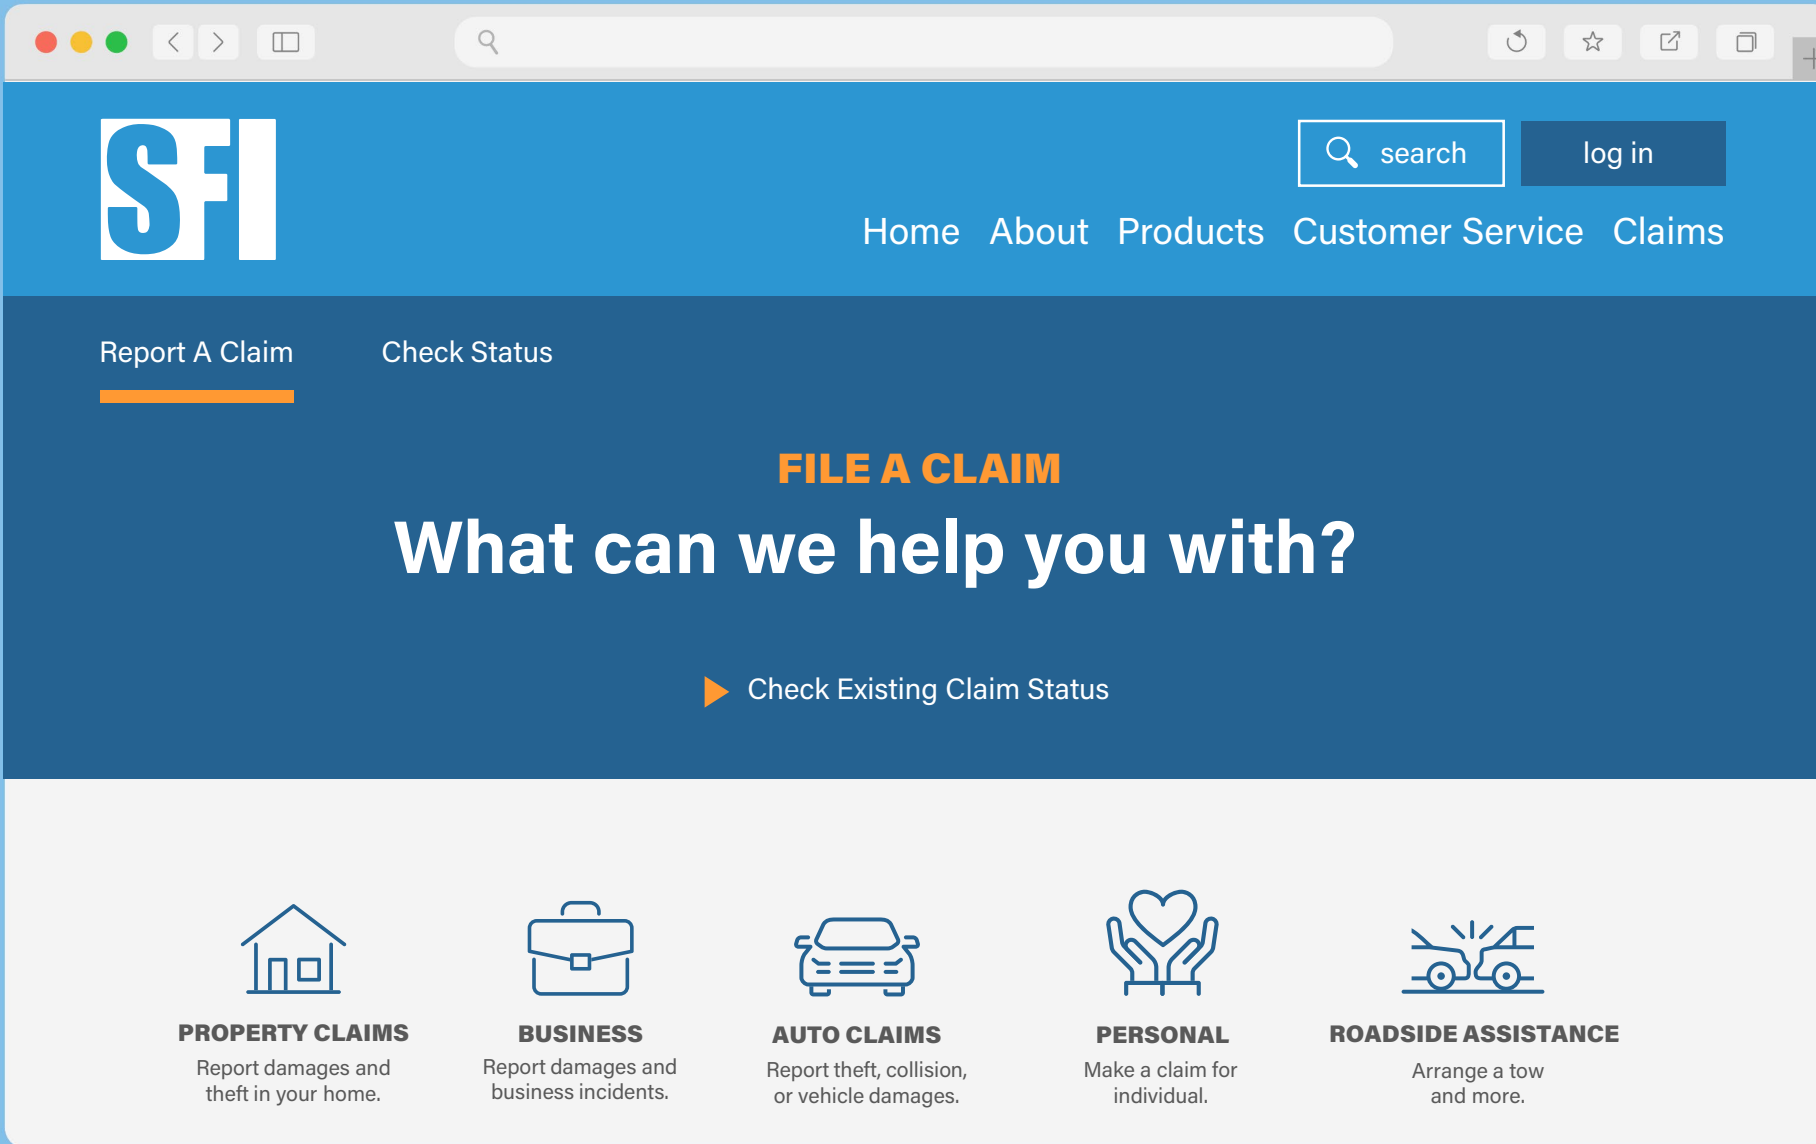 SFI
search
log in
Home About Products Customer Service Claims
Report A Claim
Check Status
FILE A CLAIM
What can we help you with?
Check Existing Claim Status
PROPERTY CLAIMS
Report damages and
theft in your home.
BUSINESS
Report damages and
business incidents.
AUTO CLAIMS
Report theft, collision,
or vehicle damages.
PERSONAL
Make a claim for
individual.
ROADSIDE ASSISTANCE
Arrange a tow
and more.